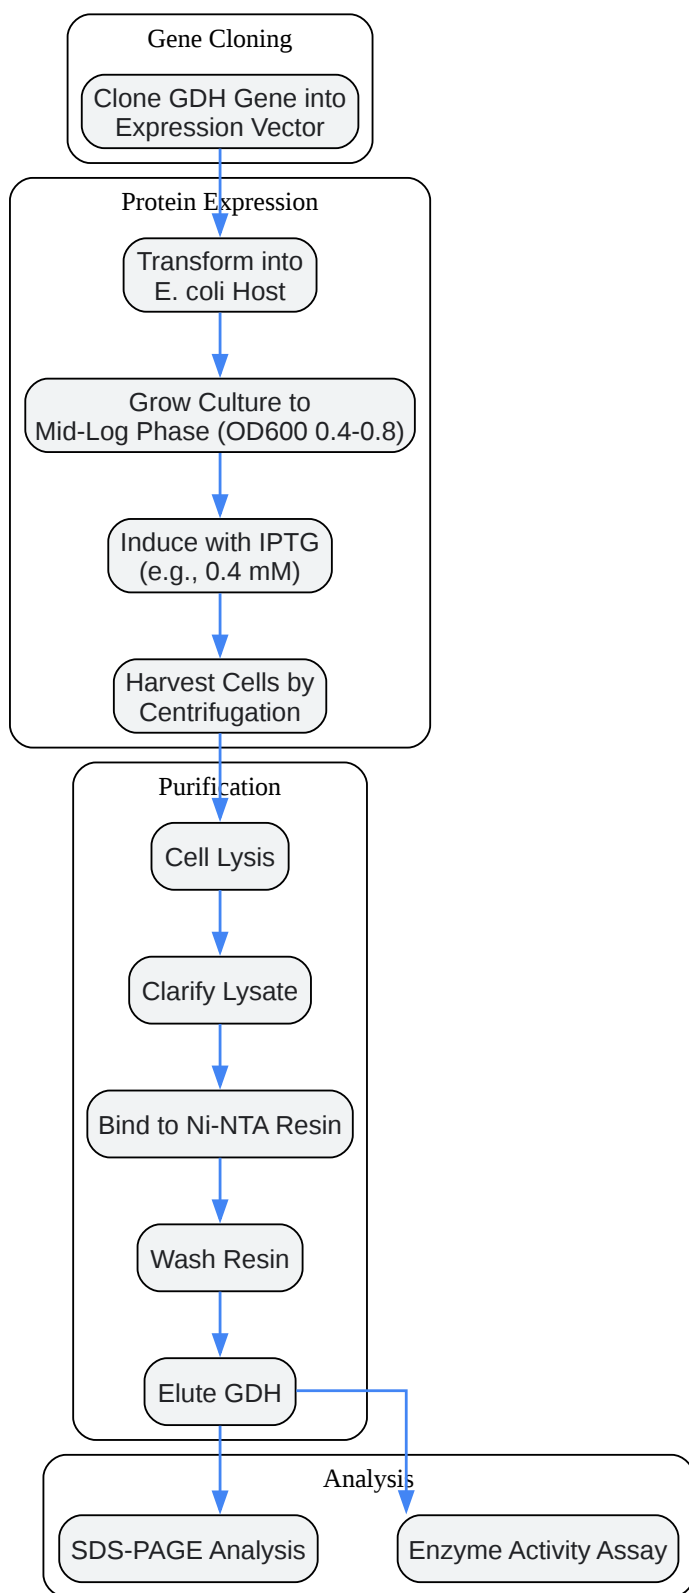 Gene Cloning
Clone GDH Gene into
Expression Vector
Protein Expression
Transform into
E. coli Host
Grow Culture to
Mid-Log Phase (OD600 0.4-0.8)
Induce with IPTG
(e.g., 0.4 mM)
Harvest Cells by
Centrifugation
Purification
Cell Lysis
Clarify Lysate
Bind to Ni-NTA Resin
Wash Resin
Elute GDH
Analysis
SDS-PAGE Analysis
Enzyme Activity Assay